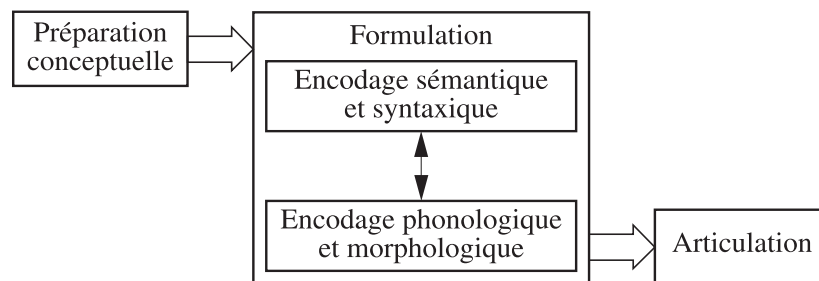 Préparation
conceptuelle
Formulation
Encodage sémantique
et syntaxique
Encodage phonologique
et morphologique
Articulation